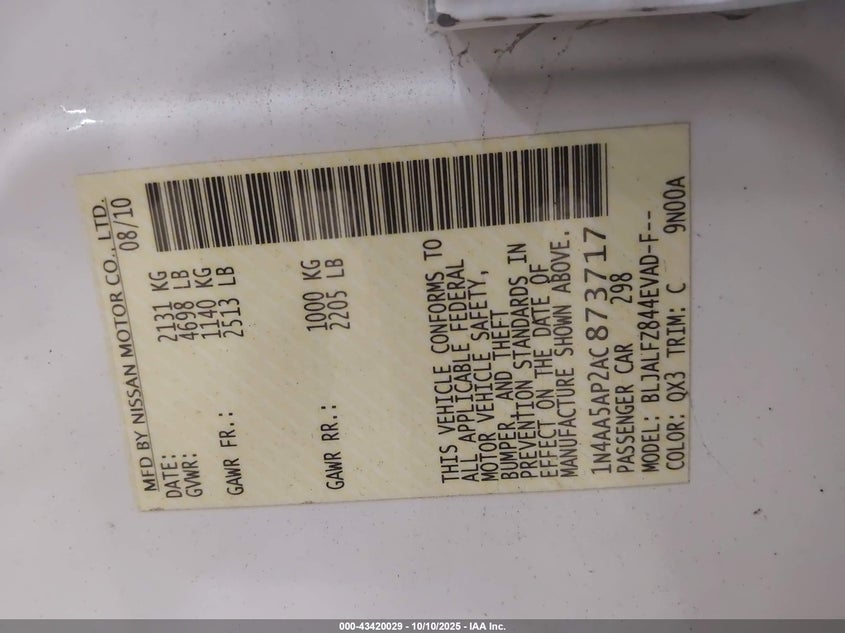 MFD BY NISSAN MOTOR CO., LTD.
DATE: 08/10
GVWR: 2131 KG
4698 LB
GAWR FR.: 1140 KG
2513 LB
GAWR RR.: 1000 KG
2205 LB
THIS VEHICLE CONFORMS TO
ALL APPLICABLE FEDERAL
MOTOR VEHICLE SAFETY,
BUMPER, AND THEFT
PREVENTION STANDARDS IN
EFFECT ON THE DATE OF
MANUFACTURE SHOWN ABOVE.
1N4AA5AP2AC873717
PASSENGER CAR 298
MODEL: BLJALFZ844EVAD-F--
COLOR: QX3 TRIM: C 9N00A
000-43420029 - 10/10/2025 - IAA Inc.